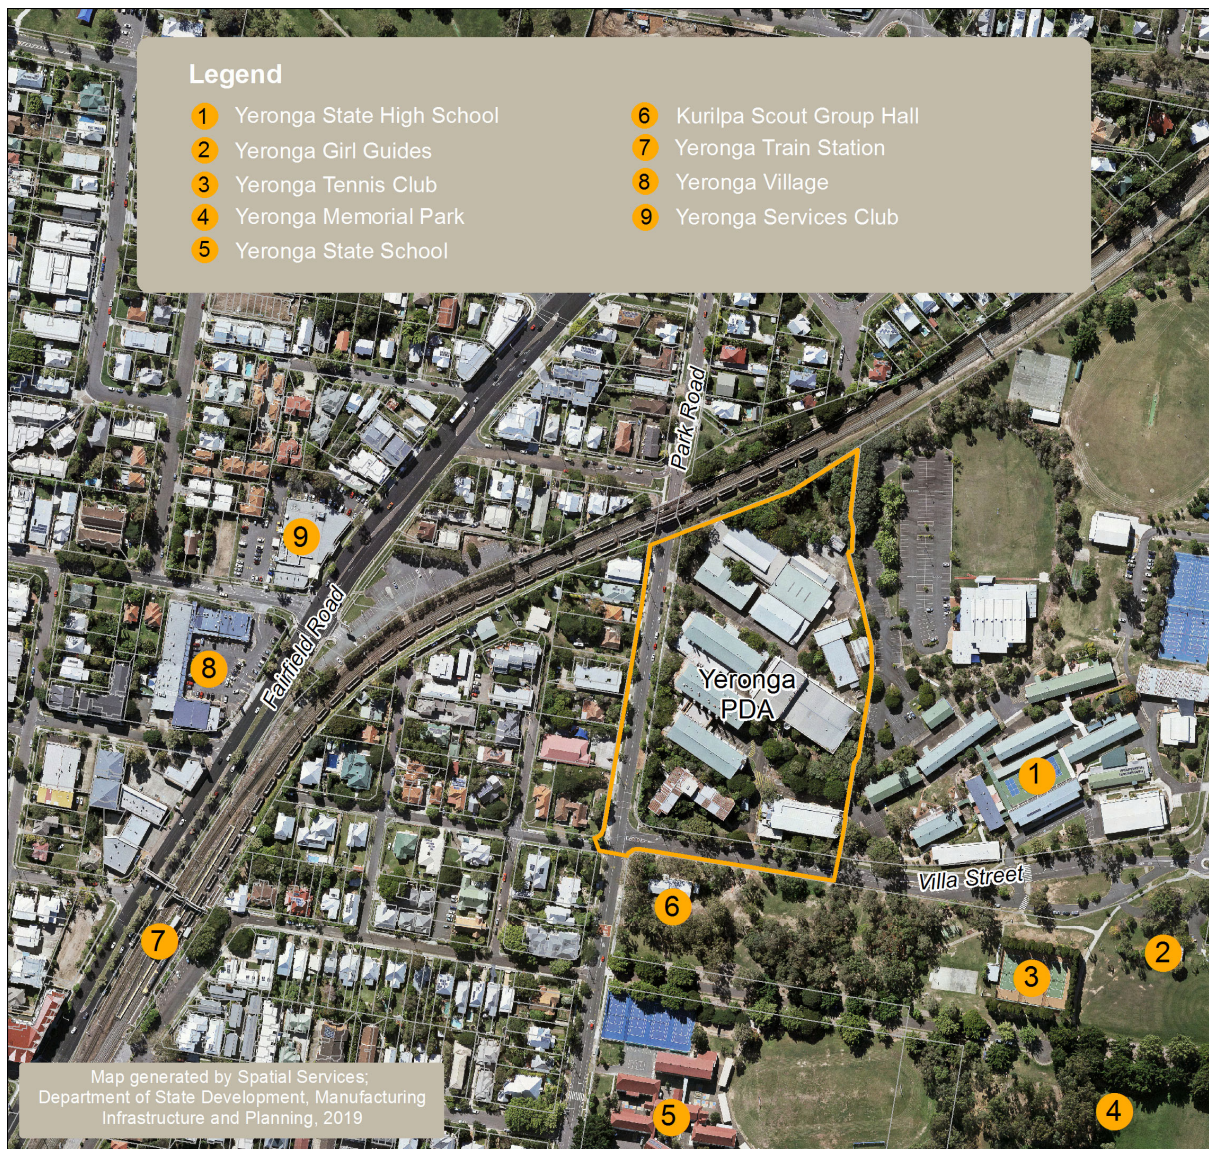 Legend
1 Yeronga State High School
2 Yeronga Girl Guides
3 Yeronga Tennis Club
4 Yeronga Memorial Park
5 Yeronga State School
6 Kurilpa Scout Group Hall
7 Yeronga Train Station
8 Yeronga Village
9 Yeronga Services Club
Park Road
9
Fairfield Road
8
Yeronga
PDA
1
Villa Street
6
7
2
3
4
5
Map generated by Spatial Services;
Department of State Development, Manufacturing
Infrastructure and Planning, 2019